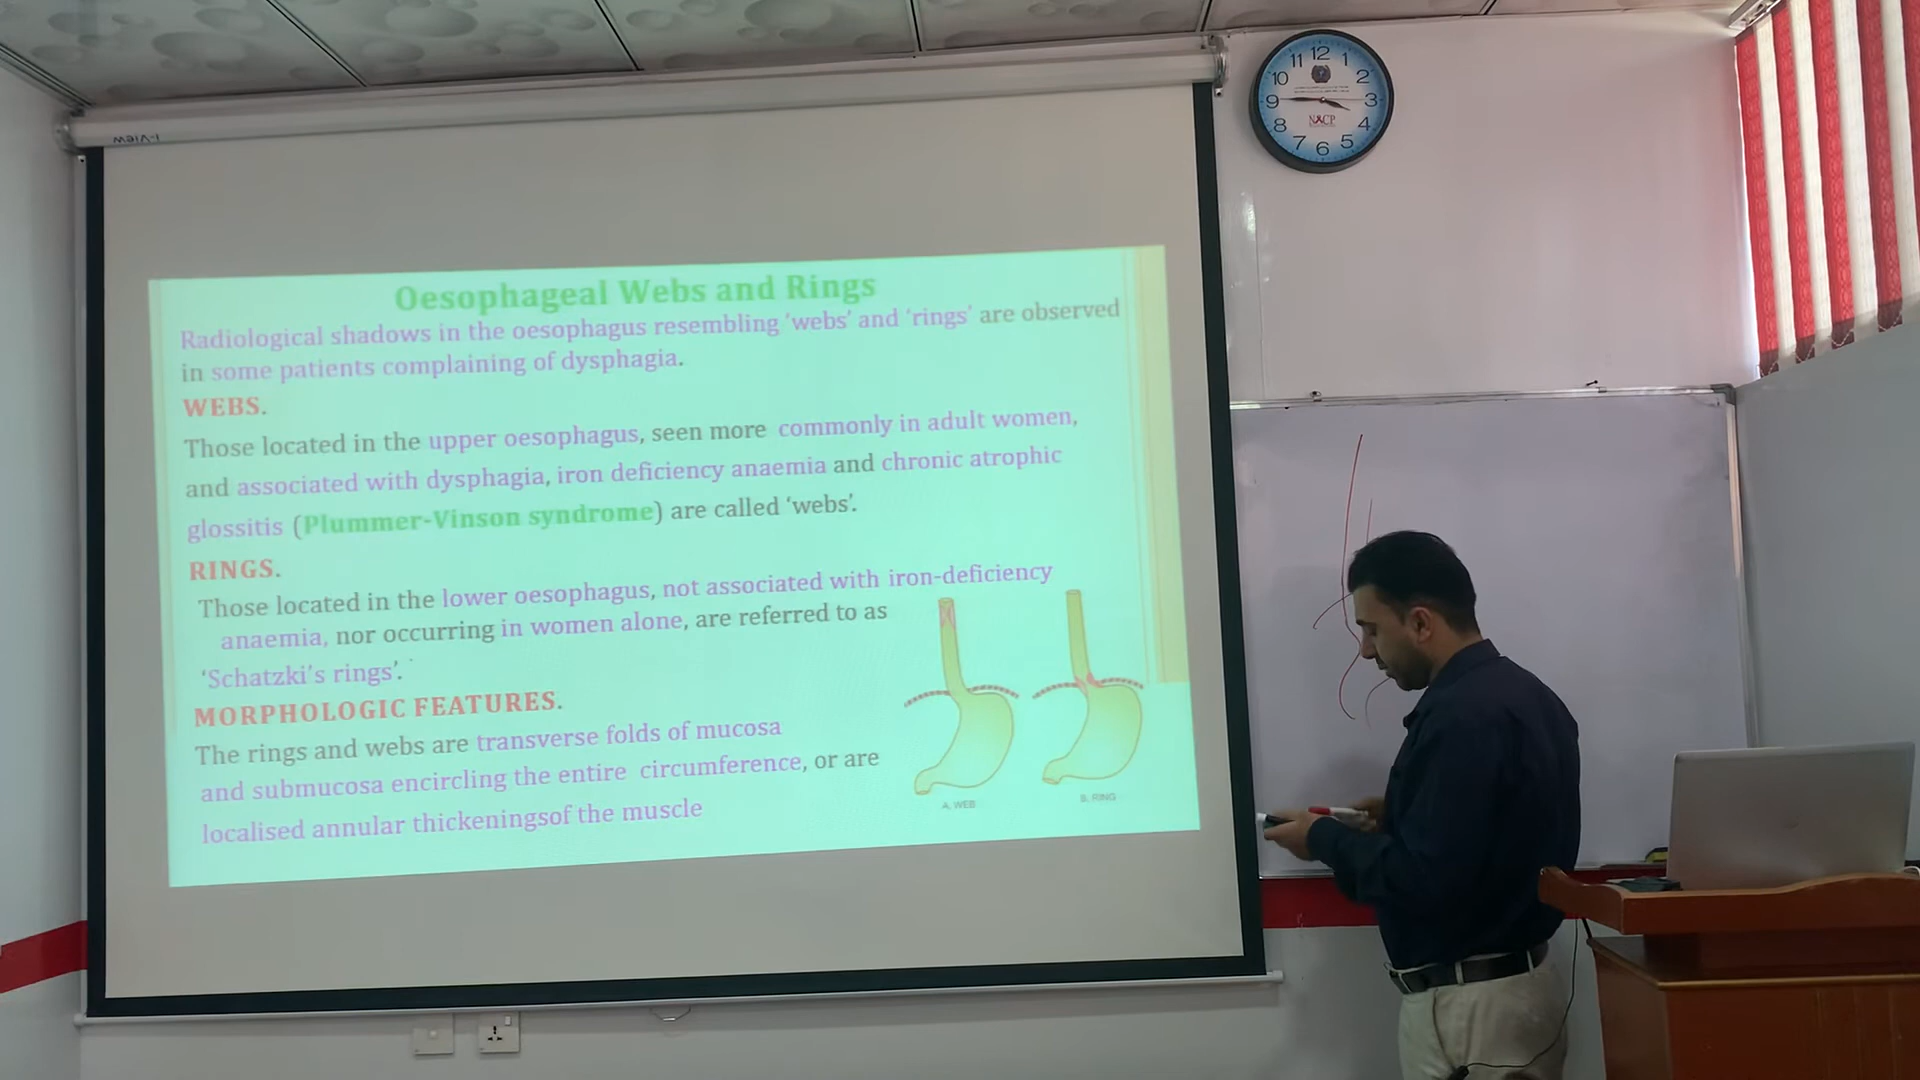 I-VIEW
Oesophageal Webs and Rings
Radiological shadows in the oesophagus resembling 'webs' and 'rings' are observed
in some patients complaining of dysphagia.
WEBS.
Those located in the upper oesophagus, seen more commonly in adult women,
and associated with dysphagia, iron deficiency anaemia and chronic atrophic
glossitis (Plummer-Vinson syndrome) are called 'webs'.
RINGS.
Those located in the lower oesophagus, not associated with iron-deficiency
anaemia, nor occurring in women alone, are referred to as
'Schatzki's rings'.
MORPHOLOGIC FEATURES.
The rings and webs are transverse folds of mucosa
and submucosa encircling the entire circumference, or are
localised annular thickeningsof the muscle
A. WEB
B. RING
12
1
2
3
4
5
6
7
8
9
10
11
NACP